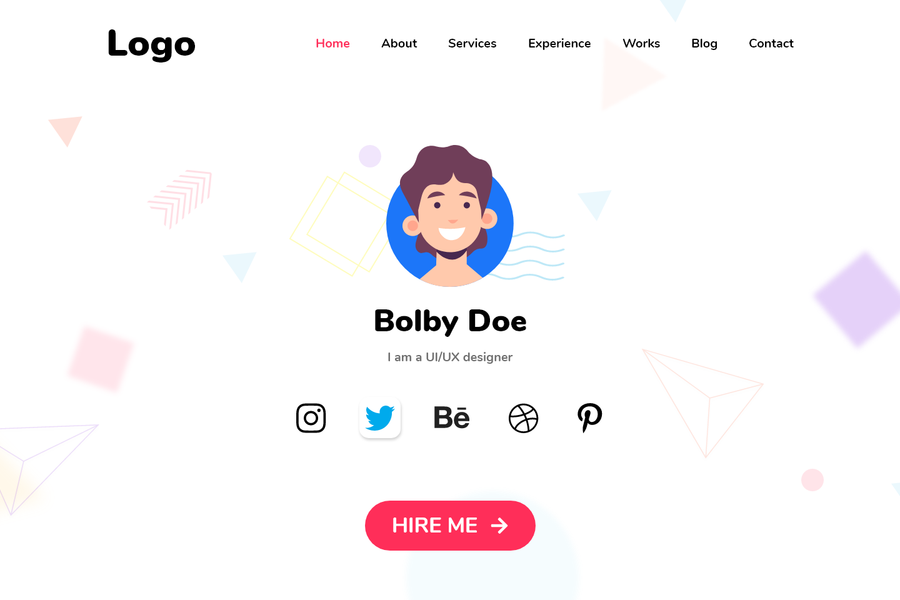 Logo
Home About Services Experience Works Blog Contact
Bolby Doe
I am a UI/UX designer
Bē
HIRE ME